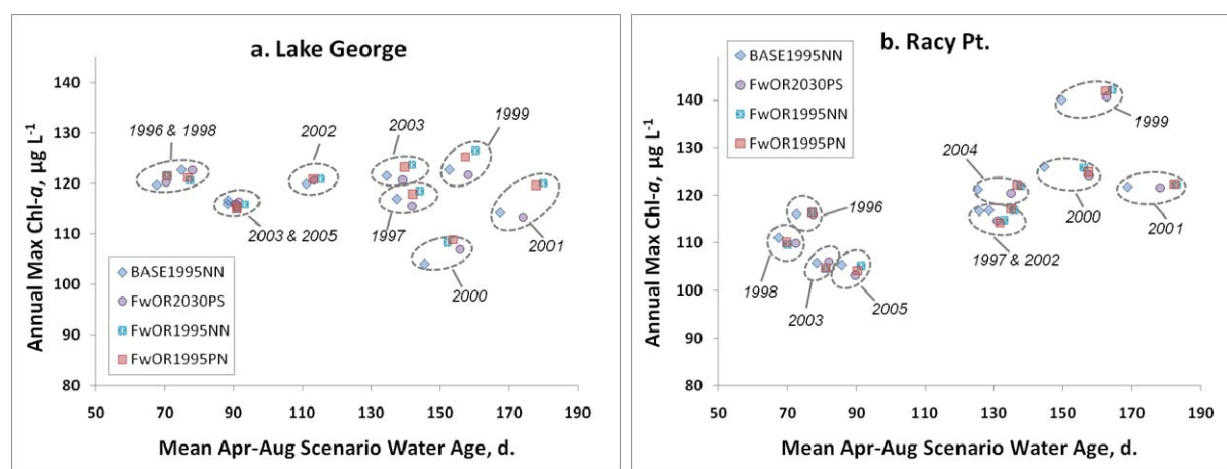 a. Lake George
Annual Max Chl-a, µg L-1
140
130
120
110
100
90
80
50 70 90 110 130 150 170 190
Mean Apr-Aug Scenario Water Age, d.
BASE1995NN
FwOR2030PS
FwOR1995NN
FwOR1995PN
1996 & 1998
2002
2003
1999
2003 & 2005
1997
2001
2000
b. Racy Pt.
Annual Max Chl-a, µg L-1
140
130
120
110
100
90
80
50 70 90 110 130 150 170 190
Mean Apr-Aug Scenario Water Age, d.
BASE1995NN
FwOR2030PS
FwOR1995NN
FwOR1995PN
1999
2004
1996
2000
2001
1997 & 2002
1998
2003
2005